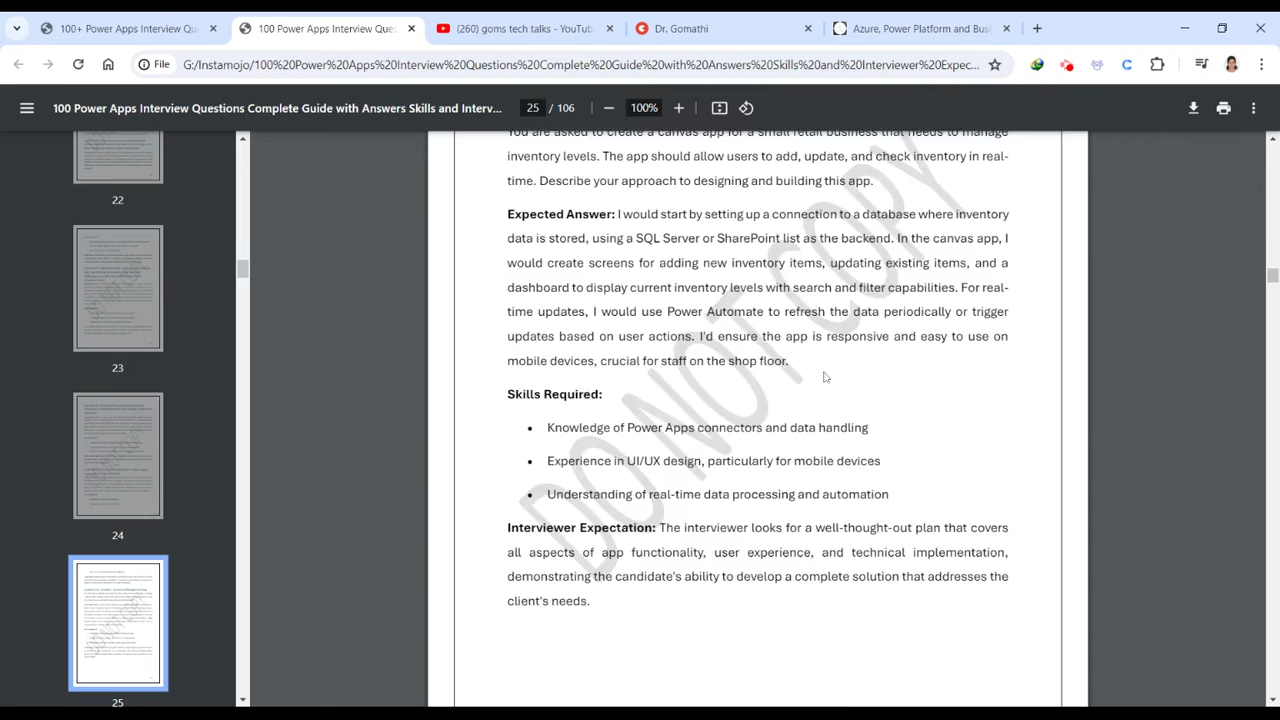 100+ Power Apps Interview Qu
100 Power Apps Interview Ques
(260) goms tech talks - YouTub
Dr. Gomathi
Azure, Power Platform and Bus
File
G:/Instamojo/100%20Power%20Apps%20Interview%20Questions%20Complete%20Guide%20with%20Answers%20Skills%20and%20Interviewer%20Expec...
100 Power Apps Interview Questions Complete Guide with Answers Skills and Interv...
25 / 106
100%
22
23
24
25
You are asked to create a canvas app for a small retail business that needs to manage
inventory levels. The app should allow users to add, update, and check inventory in real-
time. Describe your approach to designing and building this app.
Expected Answer: I would start by setting up a connection to a database where inventory
data is stored, using a SQL Server or SharePoint list as the backend. In the canvas app, I
would create screens for adding new inventory items, updating existing items, and a
dashboard to display current inventory levels with search and filter capabilities. For real-
time updates, I would use Power Automate to refresh the data periodically or trigger
updates based on user actions. I'd ensure the app is responsive and easy to use on
mobile devices, crucial for staff on the shop floor.
Skills Required:
• Knowledge of Power Apps connectors and data handling
• Experience in UI/UX design, particularly for mobile devices
• Understanding of real-time data processing and automation
Interviewer Expectation: The interviewer looks for a well-thought-out plan that covers
all aspects of app functionality, user experience, and technical implementation,
demonstrating the candidate's ability to develop a complete solution that addresses the
client's needs.
DO NOT COPY